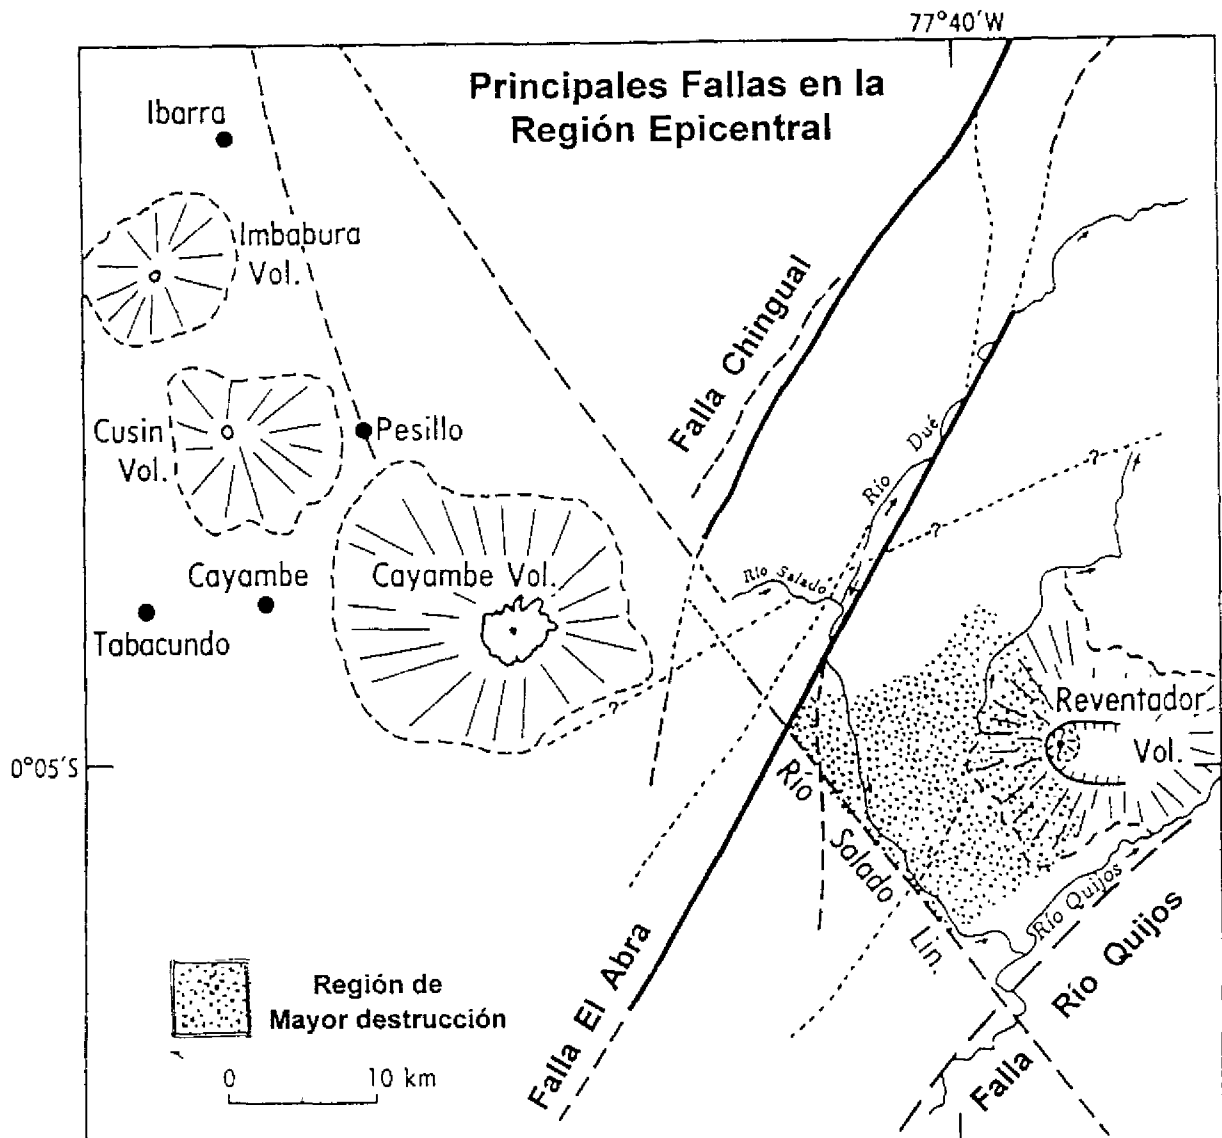 77°40'W
Principales Fallas en la
Región Epicentral
Ibarra
Imbabura
Vol.
Falla Chingual
Cusin
Vol.
Pesillo
Río Dué
?
?
Cayambe
Cayambe Vol.
Río Salado
Tabacundo
?
Reventador
Vol.
0°05'S
Río Salado Lin.
Río Quijos
Falla El Abra
Falla Río Quijos
Región de
Mayor destrucción
0 10 km